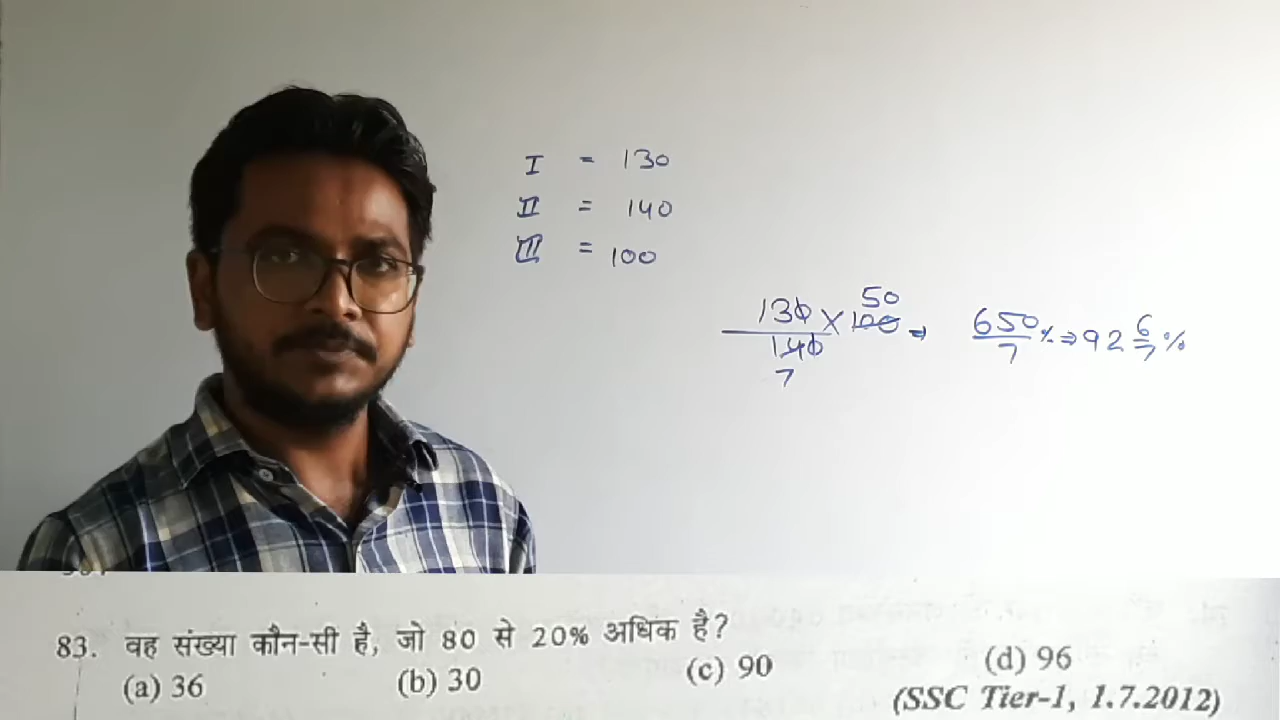 I = 130
II = 140
III = 100
130/140 × 100 50 7 ⇒ 650/7 % ⇒ 92 6/7 %
83. वह संख्या कौन-सी है, जो 80 से 20% अधिक है?
(a) 36 (b) 30 (c) 90 (d) 96
(SSC Tier-1, 1.7.2012)